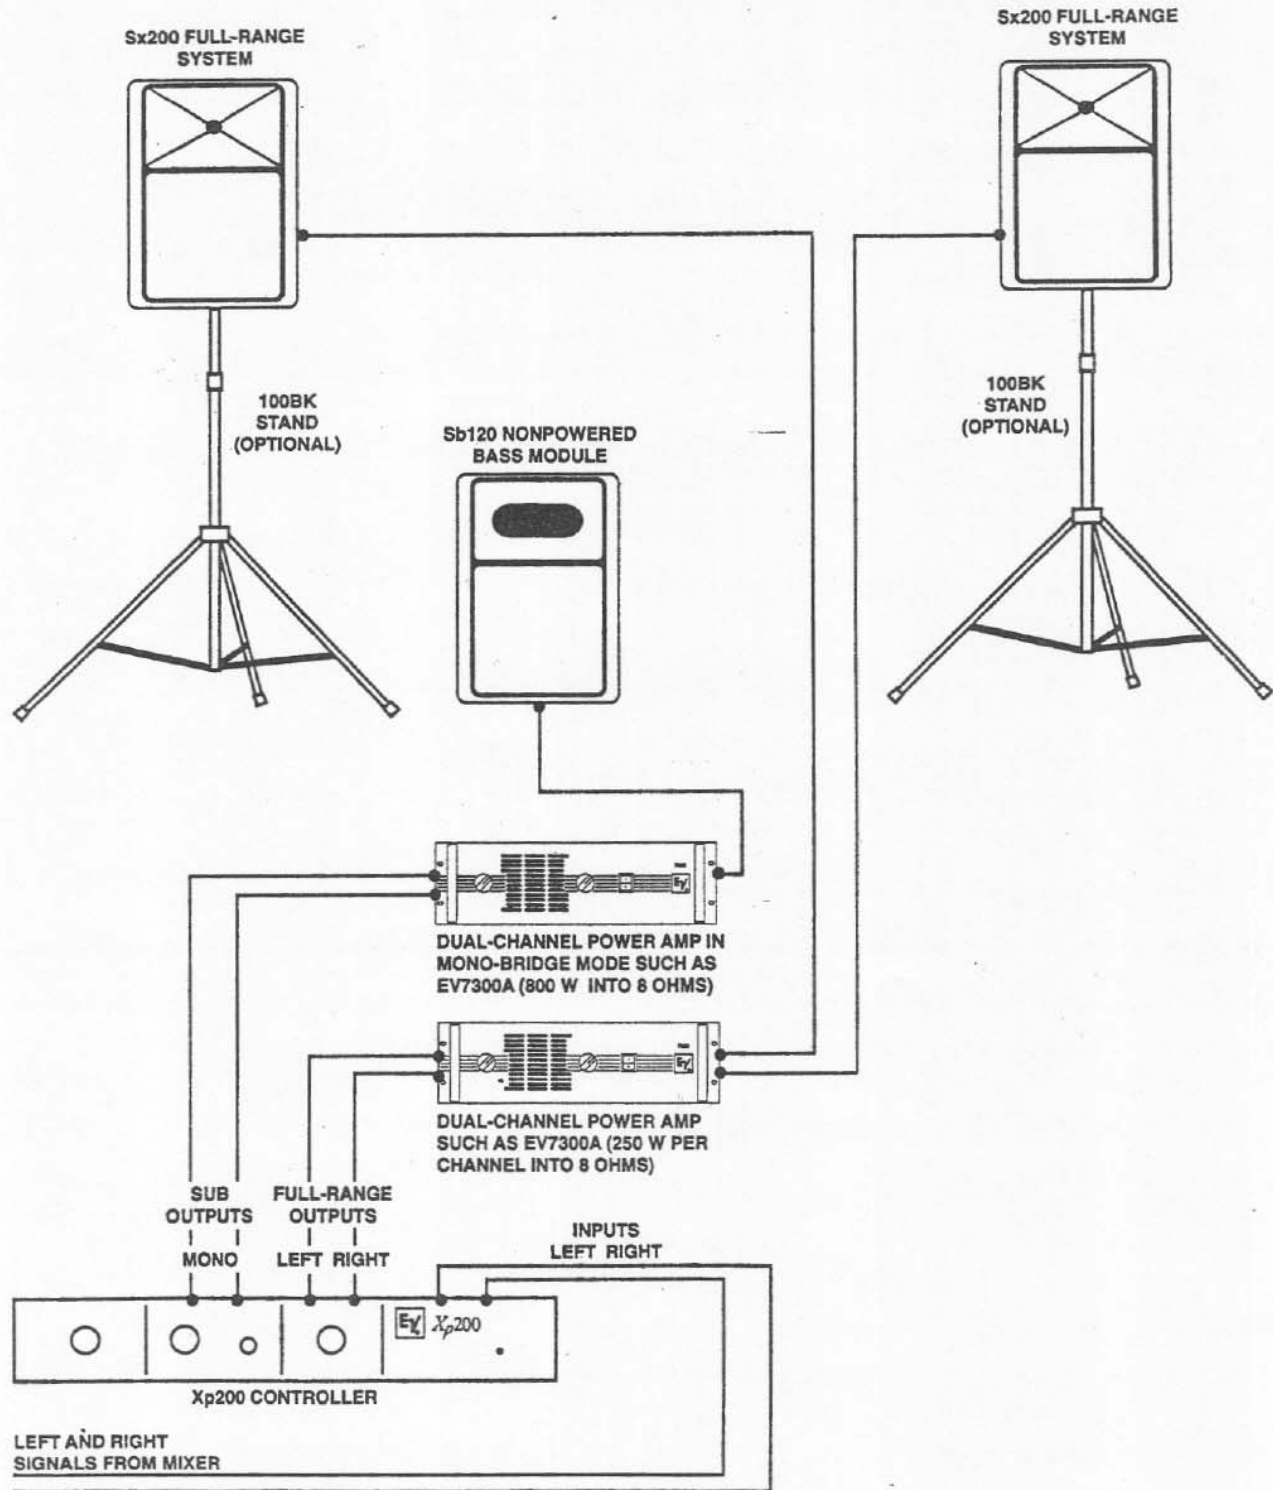 Sx200 FULL-RANGE
SYSTEM
Sx200 FULL-RANGE
SYSTEM
100BK
STAND
(OPTIONAL)
100BK
STAND
(OPTIONAL)
Sb120 NONPOWERED
BASS MODULE
EV
DUAL-CHANNEL POWER AMP IN
MONO-BRIDGE MODE SUCH AS
EV7300A (800 W INTO 8 OHMS)
EV
DUAL-CHANNEL POWER AMP
SUCH AS EV7300A (250 W PER
CHANNEL INTO 8 OHMS)
SUB
OUTPUTS
MONO
FULL-RANGE
OUTPUTS
LEFT RIGHT
INPUTS
LEFT RIGHT
EV Xp200
Xp200 CONTROLLER
LEFT AND RIGHT
SIGNALS FROM MIXER